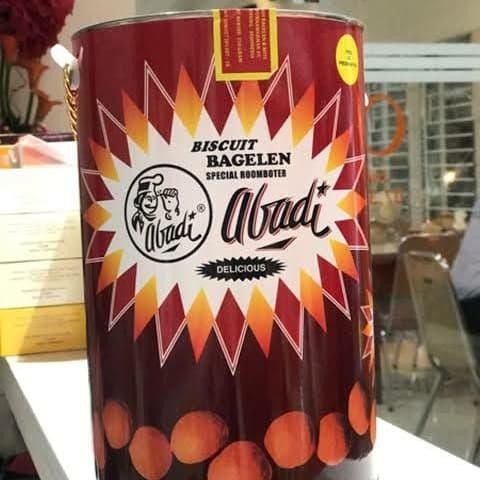 BISCUIT
BAGELEN
SPECIAL ROOMBOTER
abadi®
abadi
DELICIOUS